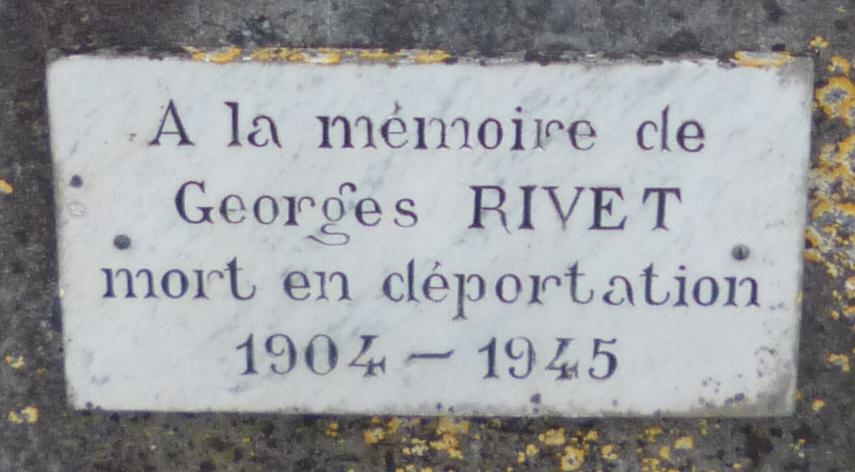 A la mémoire de
Georges RIVET
mort en déportation
1904 – 1945